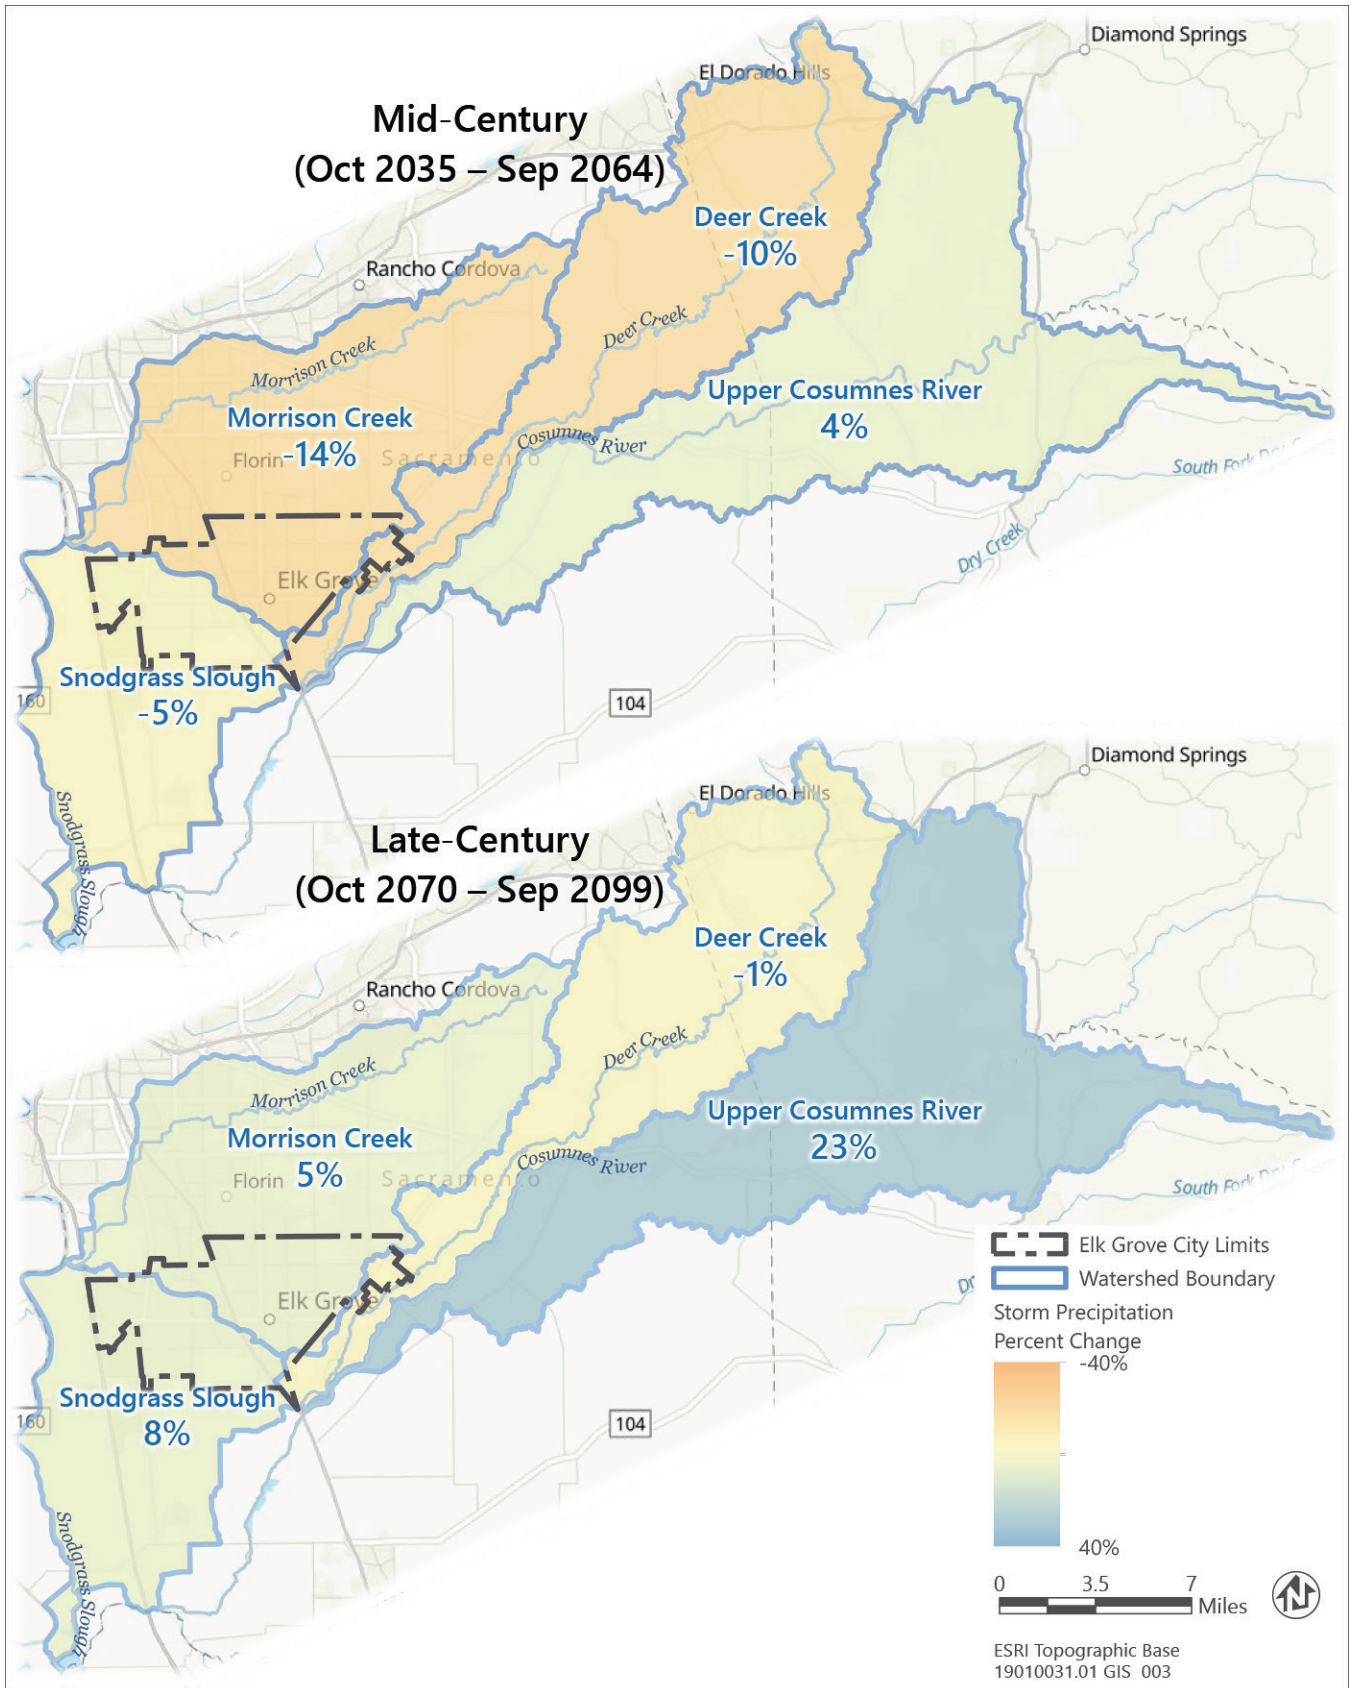 Diamond Springs
El Dorado Hills
Mid-Century
(Oct 2035 – Sep 2064)
Deer Creek
-10%
Rancho Cordova
Deer Creek
Morrison Creek
Upper Cosumnes River
4%
Morrison Creek
-14%
Cosumnes River
Florin
Sacramento
South Fork Dry
Dry Creek
Elk Grove
Snodgrass Slough
-5%
160
104
Snodgrass Slough
Diamond Springs
El Dorado Hills
Late-Century
(Oct 2070 – Sep 2099)
Deer Creek
-1%
Rancho Cordova
Deer Creek
Morrison Creek
Upper Cosumnes River
23%
Morrison Creek
5%
Cosumnes River
Florin
Sacramento
South Fork Dry
Elk Grove
Snodgrass Slough
8%
160
104
Snodgrass Slough
Elk Grove City Limits
Watershed Boundary
Storm Precipitation
Percent Change
-40%
40%
0 3.5 7
Miles
N
ESRI Topographic Base
19010031.01 GIS 003